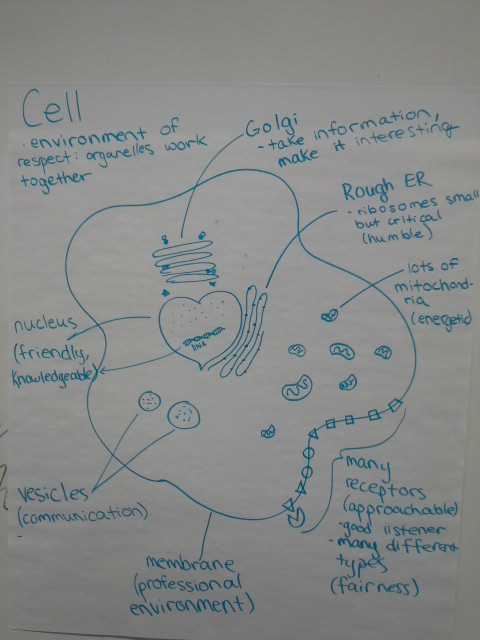 Cell
· environment of
respect: organelles work
together
Golgi
- take information,
make it interesting
Rough ER
- ribosomes small
but critical
(humble)
lots of
mitochond-
ria
(energetic)
nucleus
(friendly,
knowledgeable)
DNA
vesicles
(communication)
-
membrane
(professional
environment)
many
receptors
(approachable)
- good listener
- many different
types
(fairness)